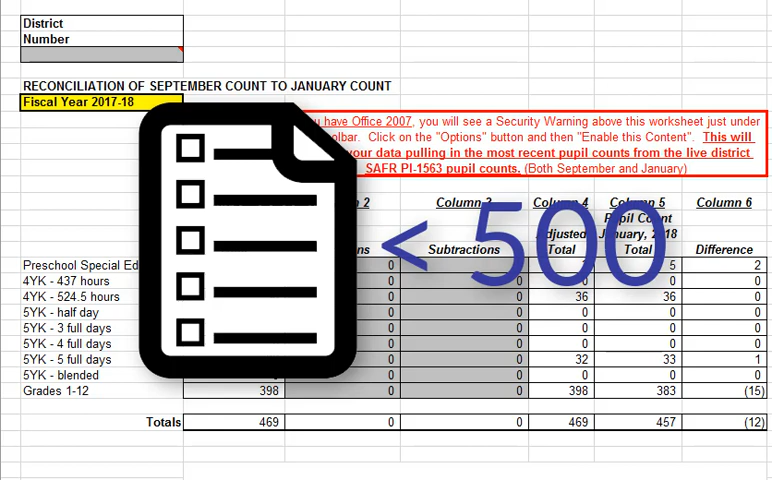 District
Number
RECONCILIATION OF SEPTEMBER COUNT TO JANUARY COUNT
Fiscal Year 2017-18
have Office 2007, you will see a Security Warning above this worksheet just under
Click on the "Options" button and then "Enable this Content". This will
your data pulling in the most recent pupil counts from the live district
SAFR PI-1563 pupil counts. (Both September and January)
2 Column 3 Column 4 Column 5 Column 6
Pupil Count
Adjusted January, 2018
Subtractions Total Total Difference
< 500
Preschool Special Ed 0 0 5 2
4YK - 437 hours 0 0 0 0 0
4YK - 524.5 hours 0 0 36 36 0
5YK - half day 0 0 0 0 0
5YK - 3 full days 0 0 0 0 0
5YK - 4 full days 0 0 0 0 0
5YK - 5 full days 0 0 32 33 1
5YK - blended 0 0 0 0 0
Grades 1-12 398 0 0 398 383 (15)
Totals 469 0 0 469 457 (12)